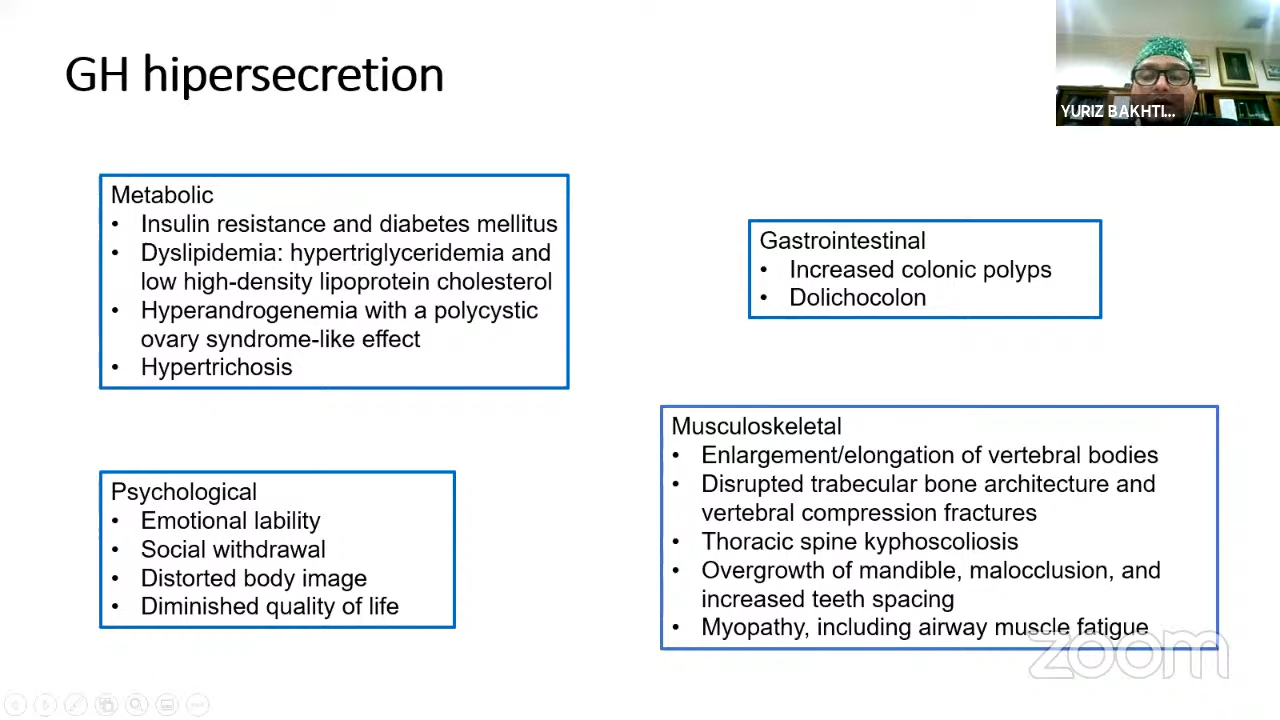 GH hipersecretion
YURIZ BAKHTI...
Metabolic
• Insulin resistance and diabetes mellitus
• Dyslipidemia: hypertriglyceridemia and
low high-density lipoprotein cholesterol
• Hyperandrogenemia with a polycystic
ovary syndrome-like effect
• Hypertrichosis
Gastrointestinal
• Increased colonic polyps
• Dolichocolon
Psychological
• Emotional lability
• Social withdrawal
• Distorted body image
• Diminished quality of life
Musculoskeletal
• Enlargement/elongation of vertebral bodies
• Disrupted trabecular bone architecture and
vertebral compression fractures
• Thoracic spine kyphoscoliosis
• Overgrowth of mandible, malocclusion, and
increased teeth spacing
• Myopathy, including airway muscle fatigue
zoom